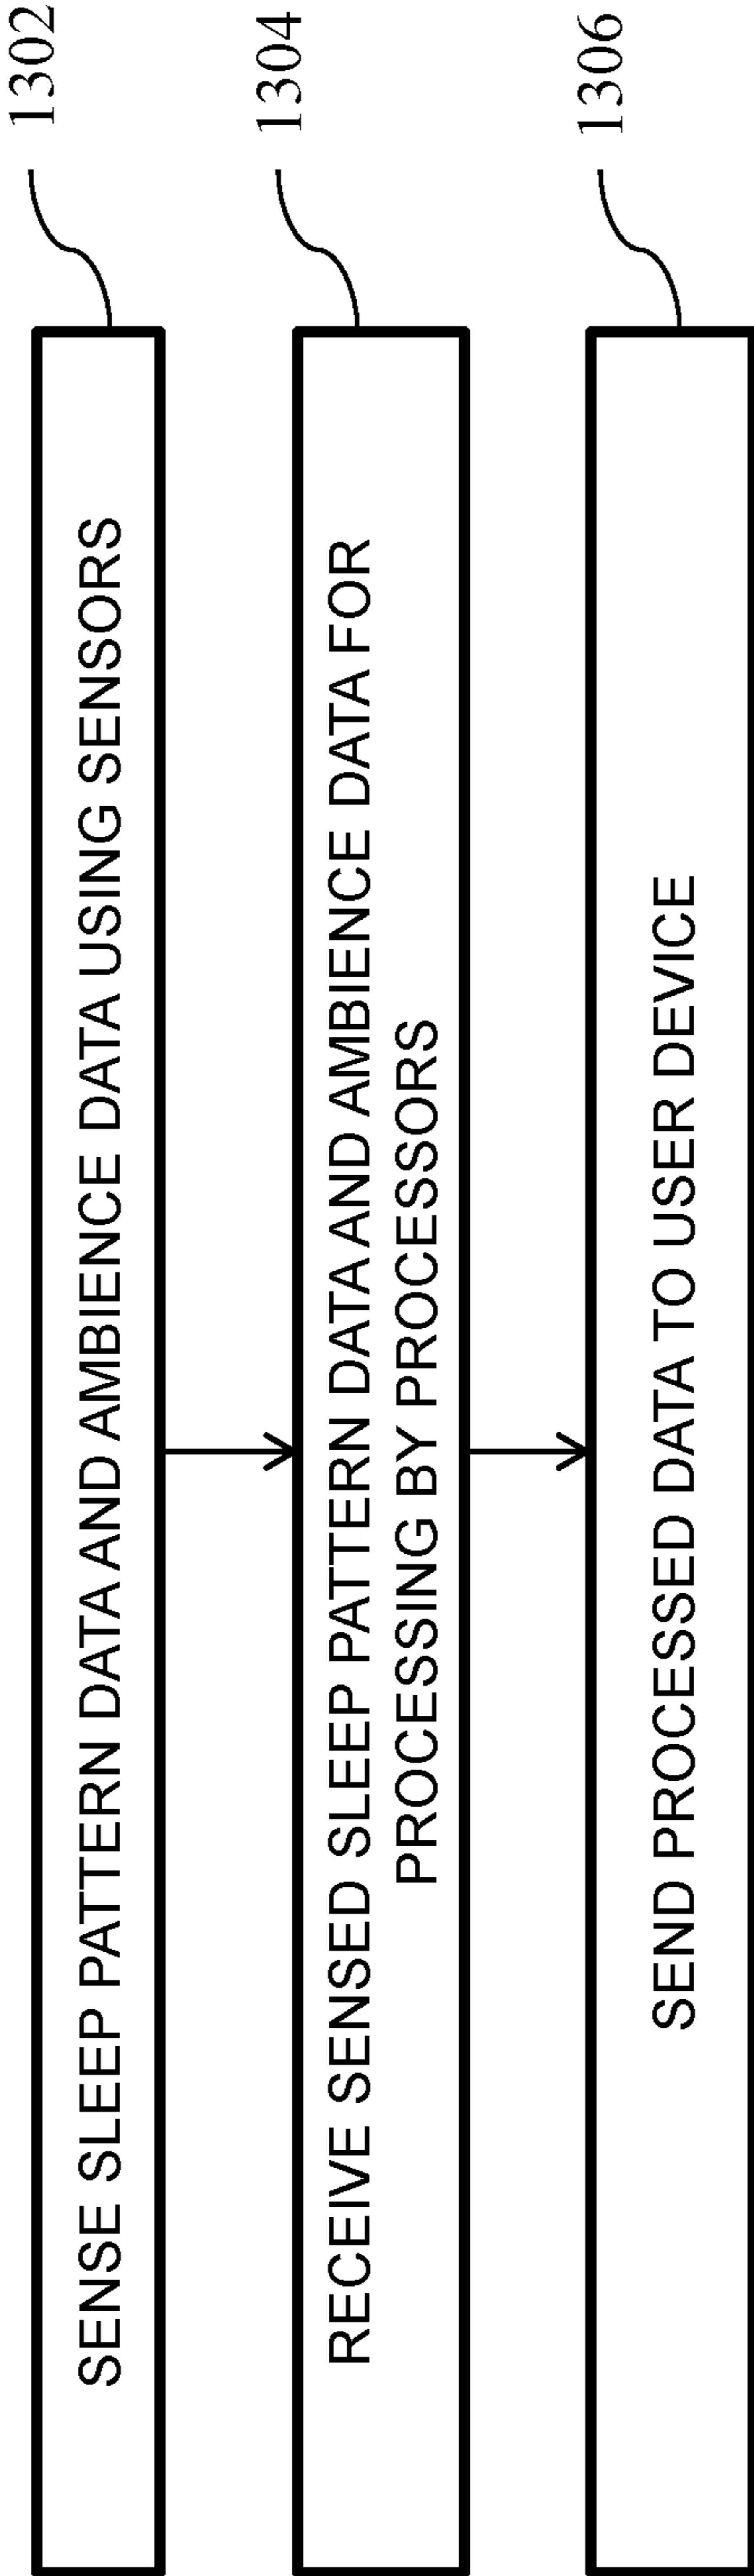 SENSE SLEEP PATTERN DATA AND AMBIENCE DATA USING SENSORS
1302
RECEIVE SENSED SLEEP PATTERN DATA AND AMBIENCE DATA FOR
PROCESSING BY PROCESSORS
1304
SEND PROCESSED DATA TO USER DEVICE
1306